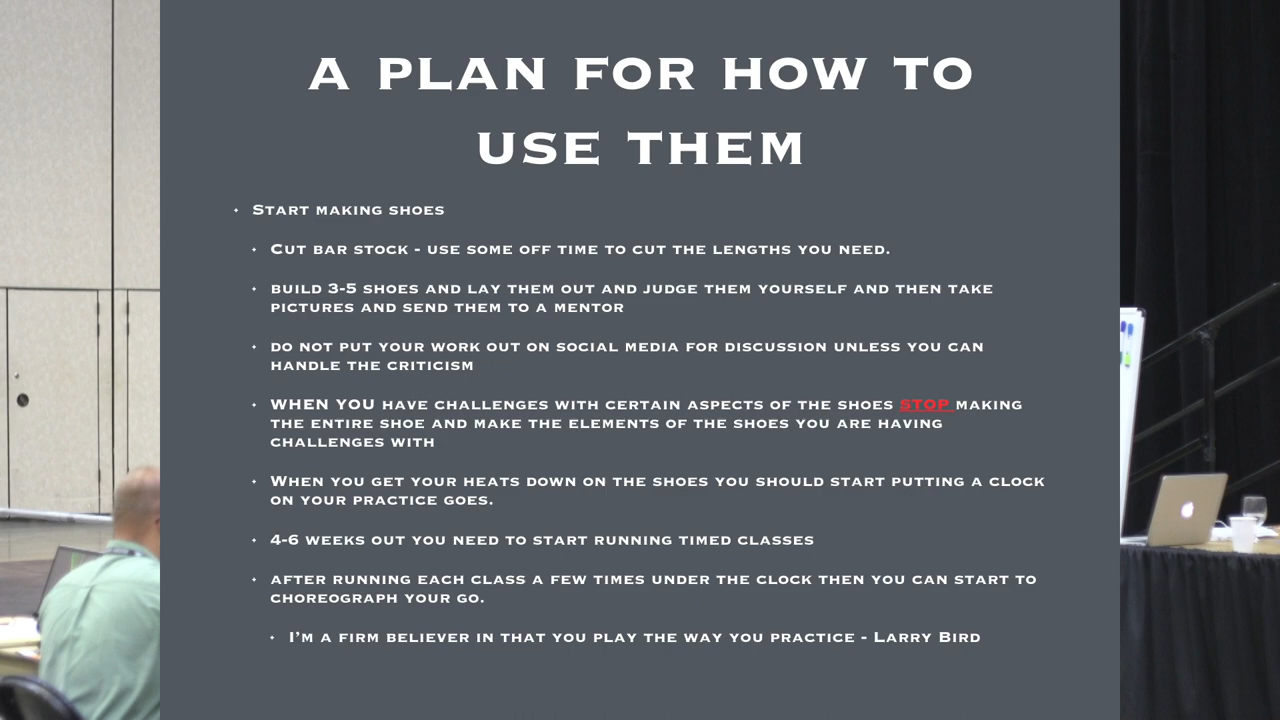 A PLAN FOR HOW TO
USE THEM
Start making shoes
Cut bar stock - use some off time to cut the lengths you need.
build 3-5 shoes and lay them out and judge them yourself and then take
pictures and send them to a mentor
do not put your work out on social media for discussion unless you can
handle the criticism
WHEN YOU have challenges with certain aspects of the shoes STOP making
the entire shoe and make the elements of the shoes you are having
challenges with
When you get your heats down on the shoes you should start putting a clock
on your practice goes.
4-6 weeks out you need to start running timed classes
after running each class a few times under the clock then you can start to
choreograph your go.
I'm a firm believer in that you play the way you practice - Larry Bird